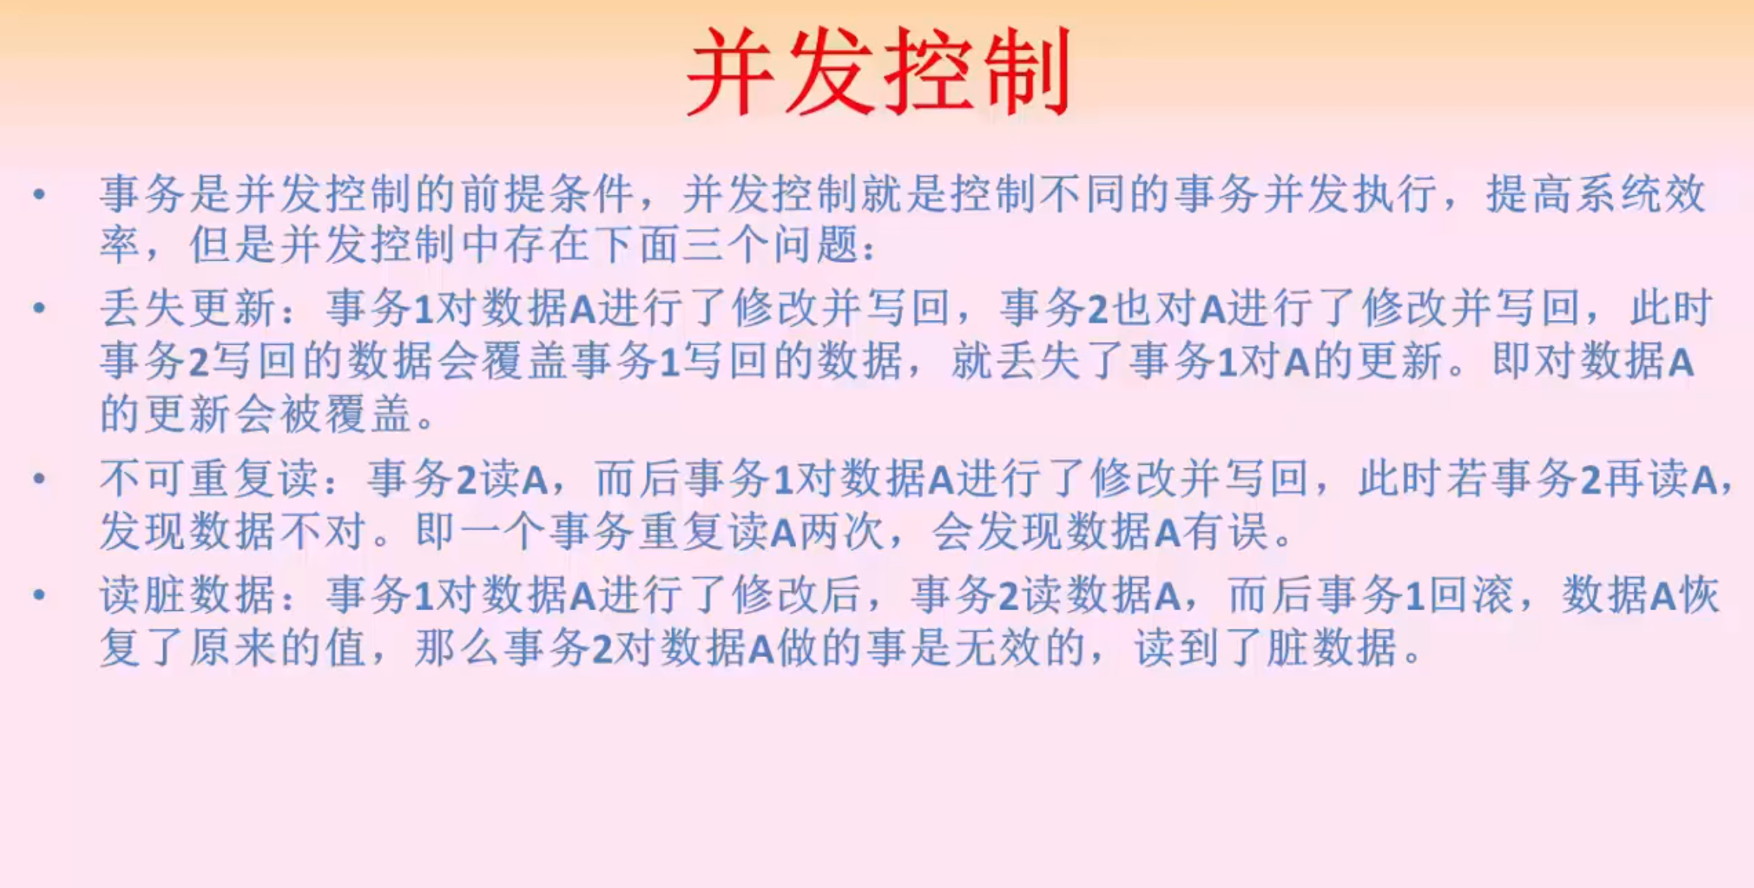 并发控制
• 事务是并发控制的前提条件，并发控制就是控制不同的事务并发执行，提高系统效
率，但是并发控制中存在下面三个问题：
• 丢失更新：事务1对数据A进行了修改并写回，事务2也对A进行了修改并写回，此时
事务2写回的数据会覆盖事务1写回的数据，就丢失了事务1对A的更新。即对数据A
的更新会被覆盖。
• 不可重复读：事务2读A，而后事务1对数据A进行了修改并写回，此时若事务2再读A，
发现数据不对。即一个事务重复读A两次，会发现数据A有误。
• 读脏数据：事务1对数据A进行了修改后，事务2读数据A，而后事务1回滚，数据A恢
复了原来的值，那么事务2对数据A做的事是无效的，读到了脏数据。